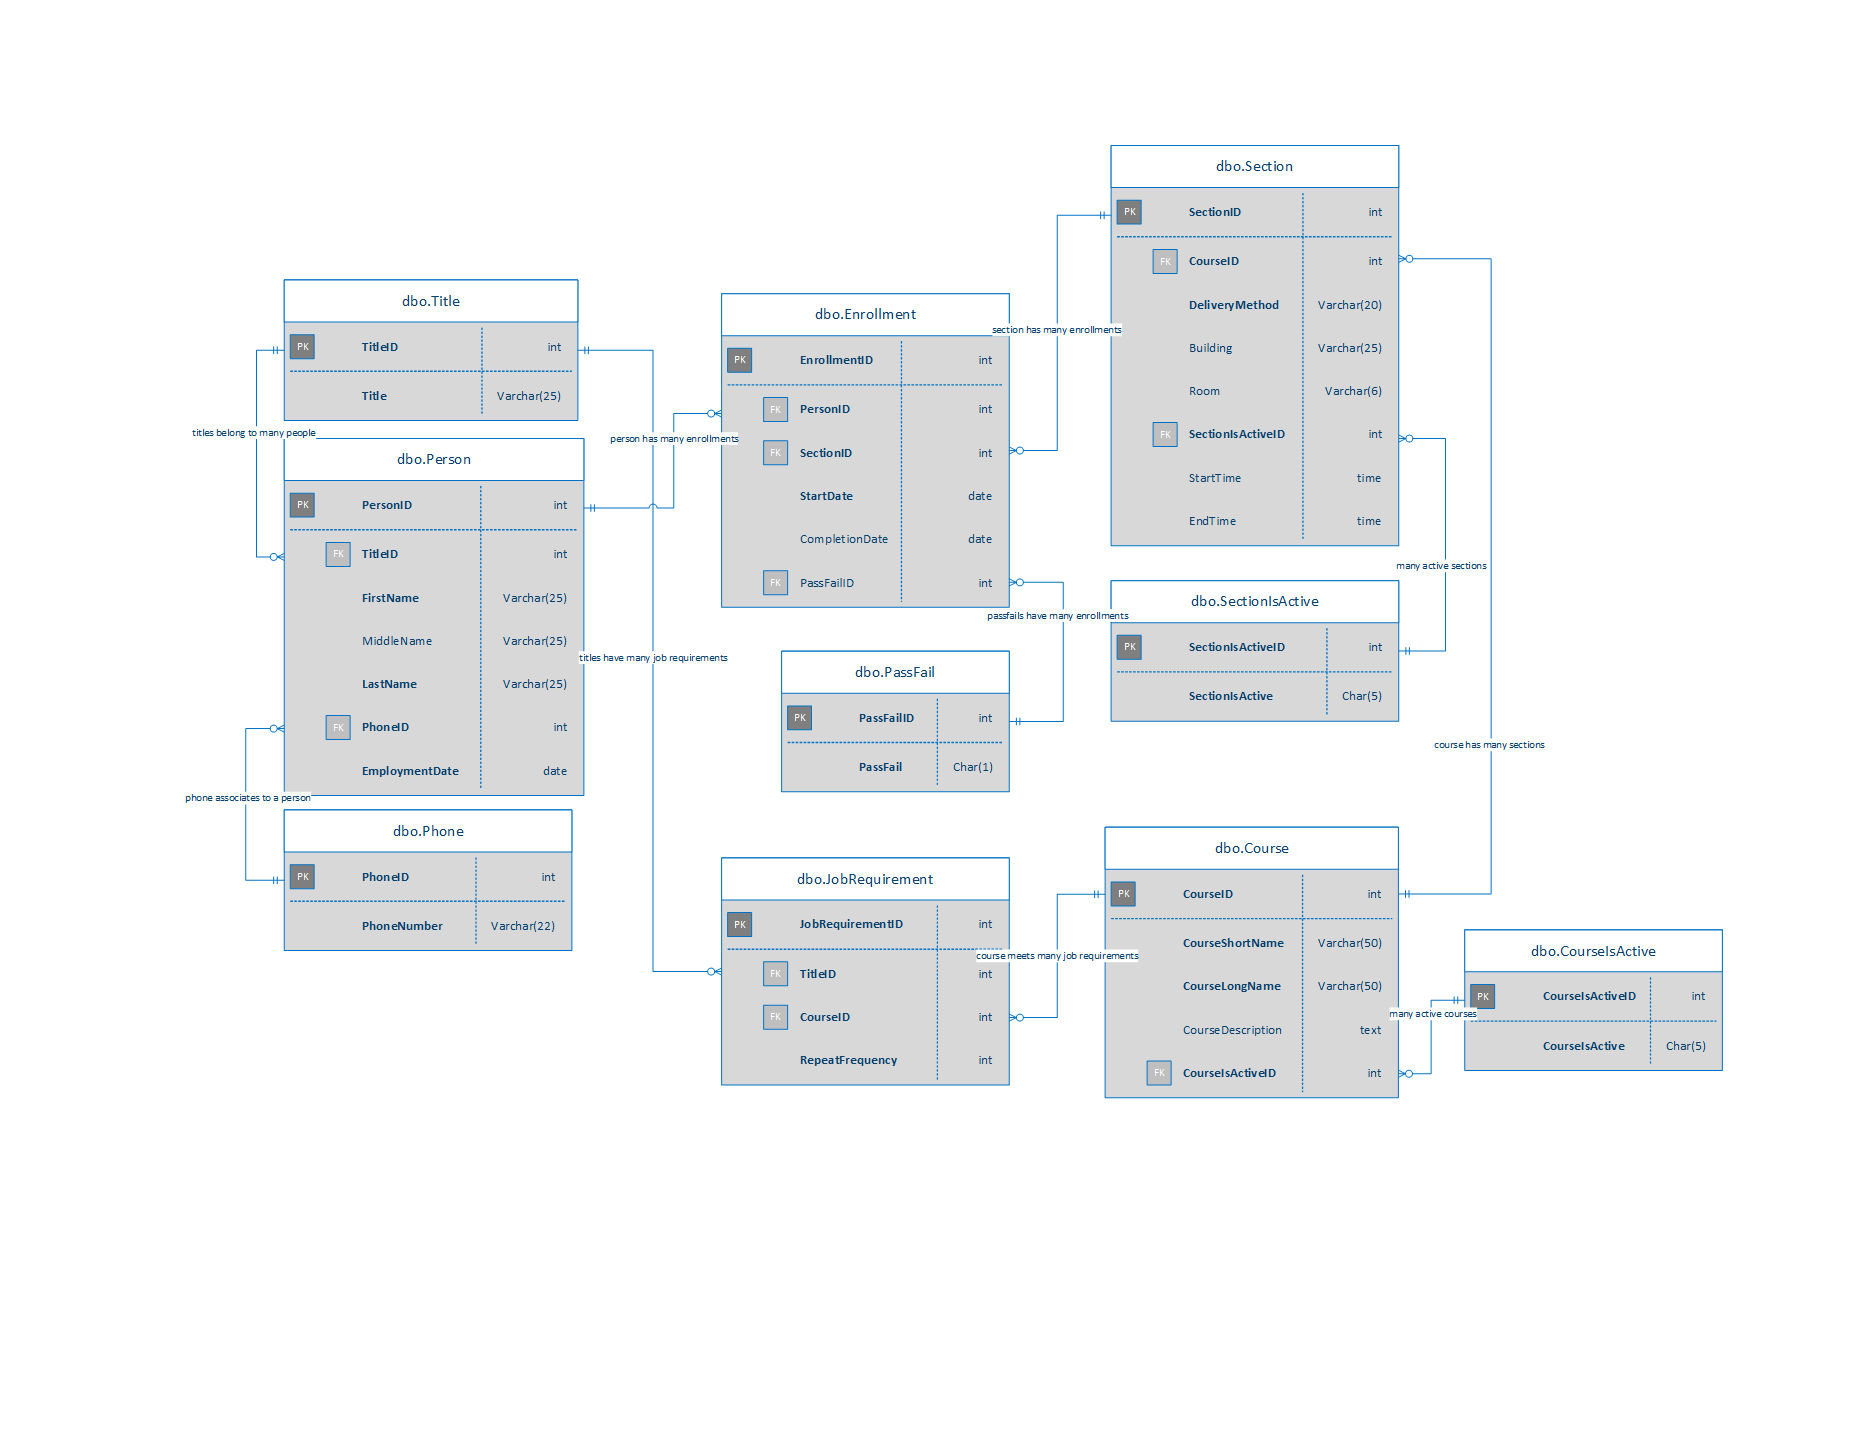 dbo.Section
PK SectionID int
FK CourseID int
DeliveryMethod Varchar(20)
Building Varchar(25)
Room Varchar(6)
FK SectionIsActiveID int
StartTime time
EndTime time
dbo.Title
PK TitleID int
Title Varchar(25)
titles belong to many people
dbo.Person
PK PersonID int
FK TitleID int
FirstName Varchar(25)
MiddleName Varchar(25)
LastName Varchar(25)
FK PhoneID int
EmploymentDate date
phone associates to a person
dbo.Phone
PK PhoneID int
PhoneNumber Varchar(22)
person has many enrollments
titles have many job requirements
dbo.Enrollment
PK EnrollmentID int
FK PersonID int
FK SectionID int
StartDate date
CompletionDate date
FK PassFailID int
section has many enrollments
passfails have many enrollments
dbo.PassFail
PK PassFailID int
PassFail Char(1)
dbo.SectionIsActive
PK SectionIsActiveID int
SectionIsActive Char(5)
many active sections
course has many sections
dbo.JobRequirement
PK JobRequirementID int
FK TitleID int
FK CourseID int
RepeatFrequency int
course meets many job requirements
dbo.Course
PK CourseID int
CourseShortName Varchar(50)
CourseLongName Varchar(50)
CourseDescription text
FK CourseIsActiveID int
many active courses
dbo.CourseIsActive
PK CourseIsActiveID int
CourseIsActive Char(5)